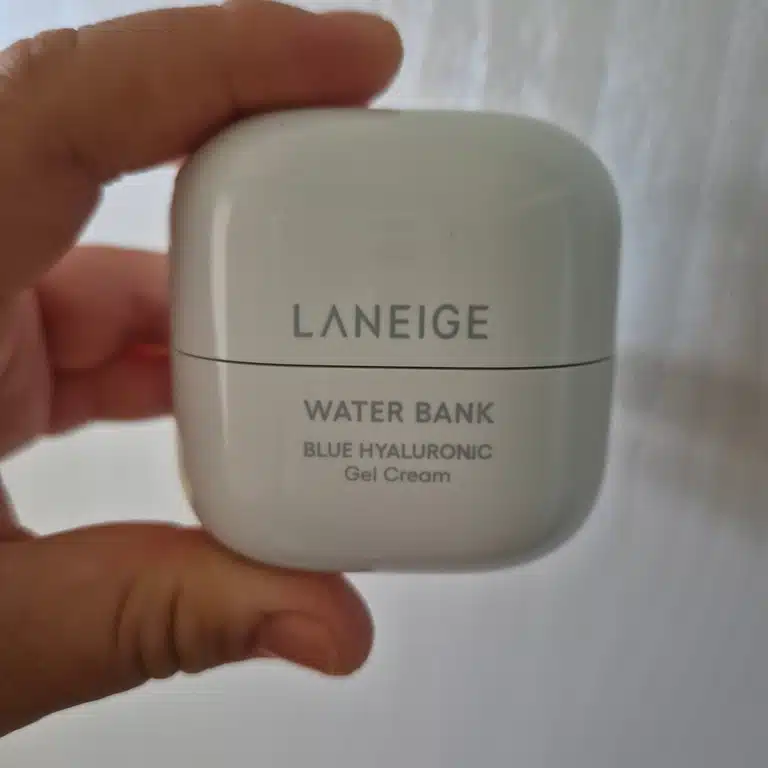 LANEIGE
WATER BANK
BLUE HYALURONIC
Gel Cream